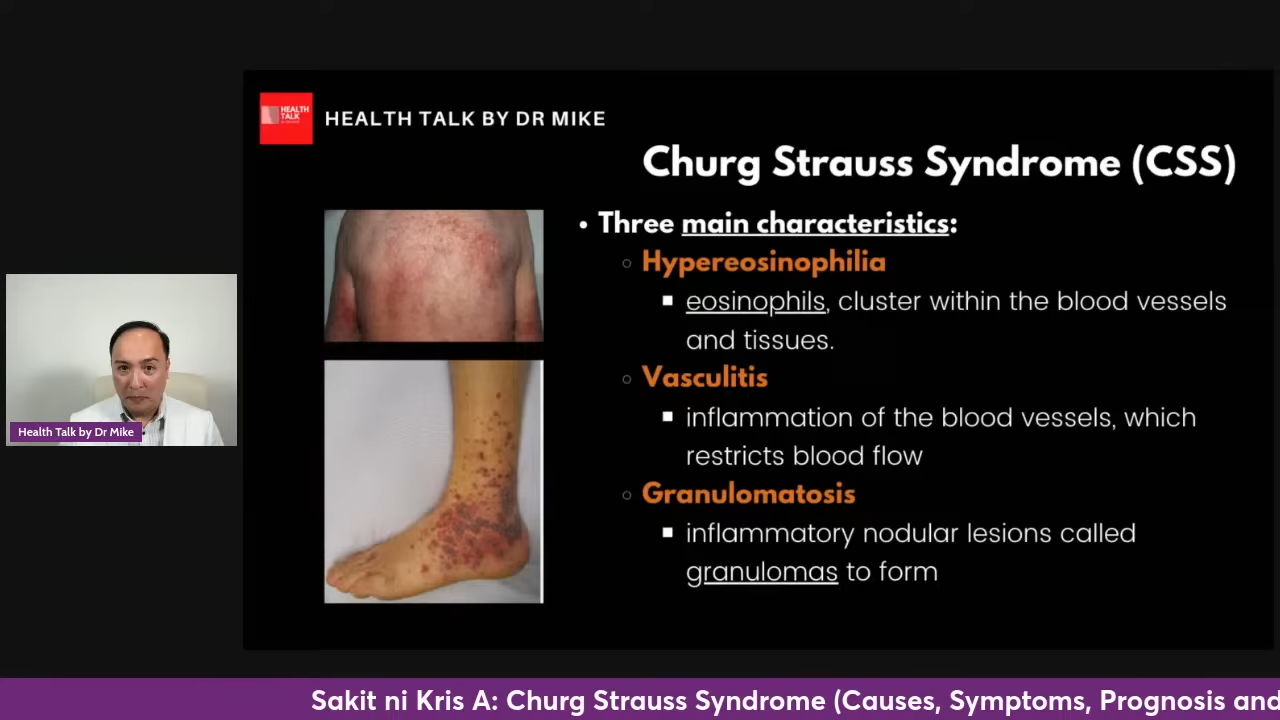 HEALTH
TALK
HEALTH TALK BY DR MIKE
Churg Strauss Syndrome (CSS)
• Three main characteristics:
○ Hypereosinophilia
▪ eosinophils, cluster within the blood vessels
and tissues.
○ Vasculitis
▪ inflammation of the blood vessels, which
restricts blood flow
○ Granulomatosis
▪ inflammatory nodular lesions called
granulomas to form
Health Talk by Dr Mike
Sakit ni Kris A: Churg Strauss Syndrome (Causes, Symptoms, Prognosis and